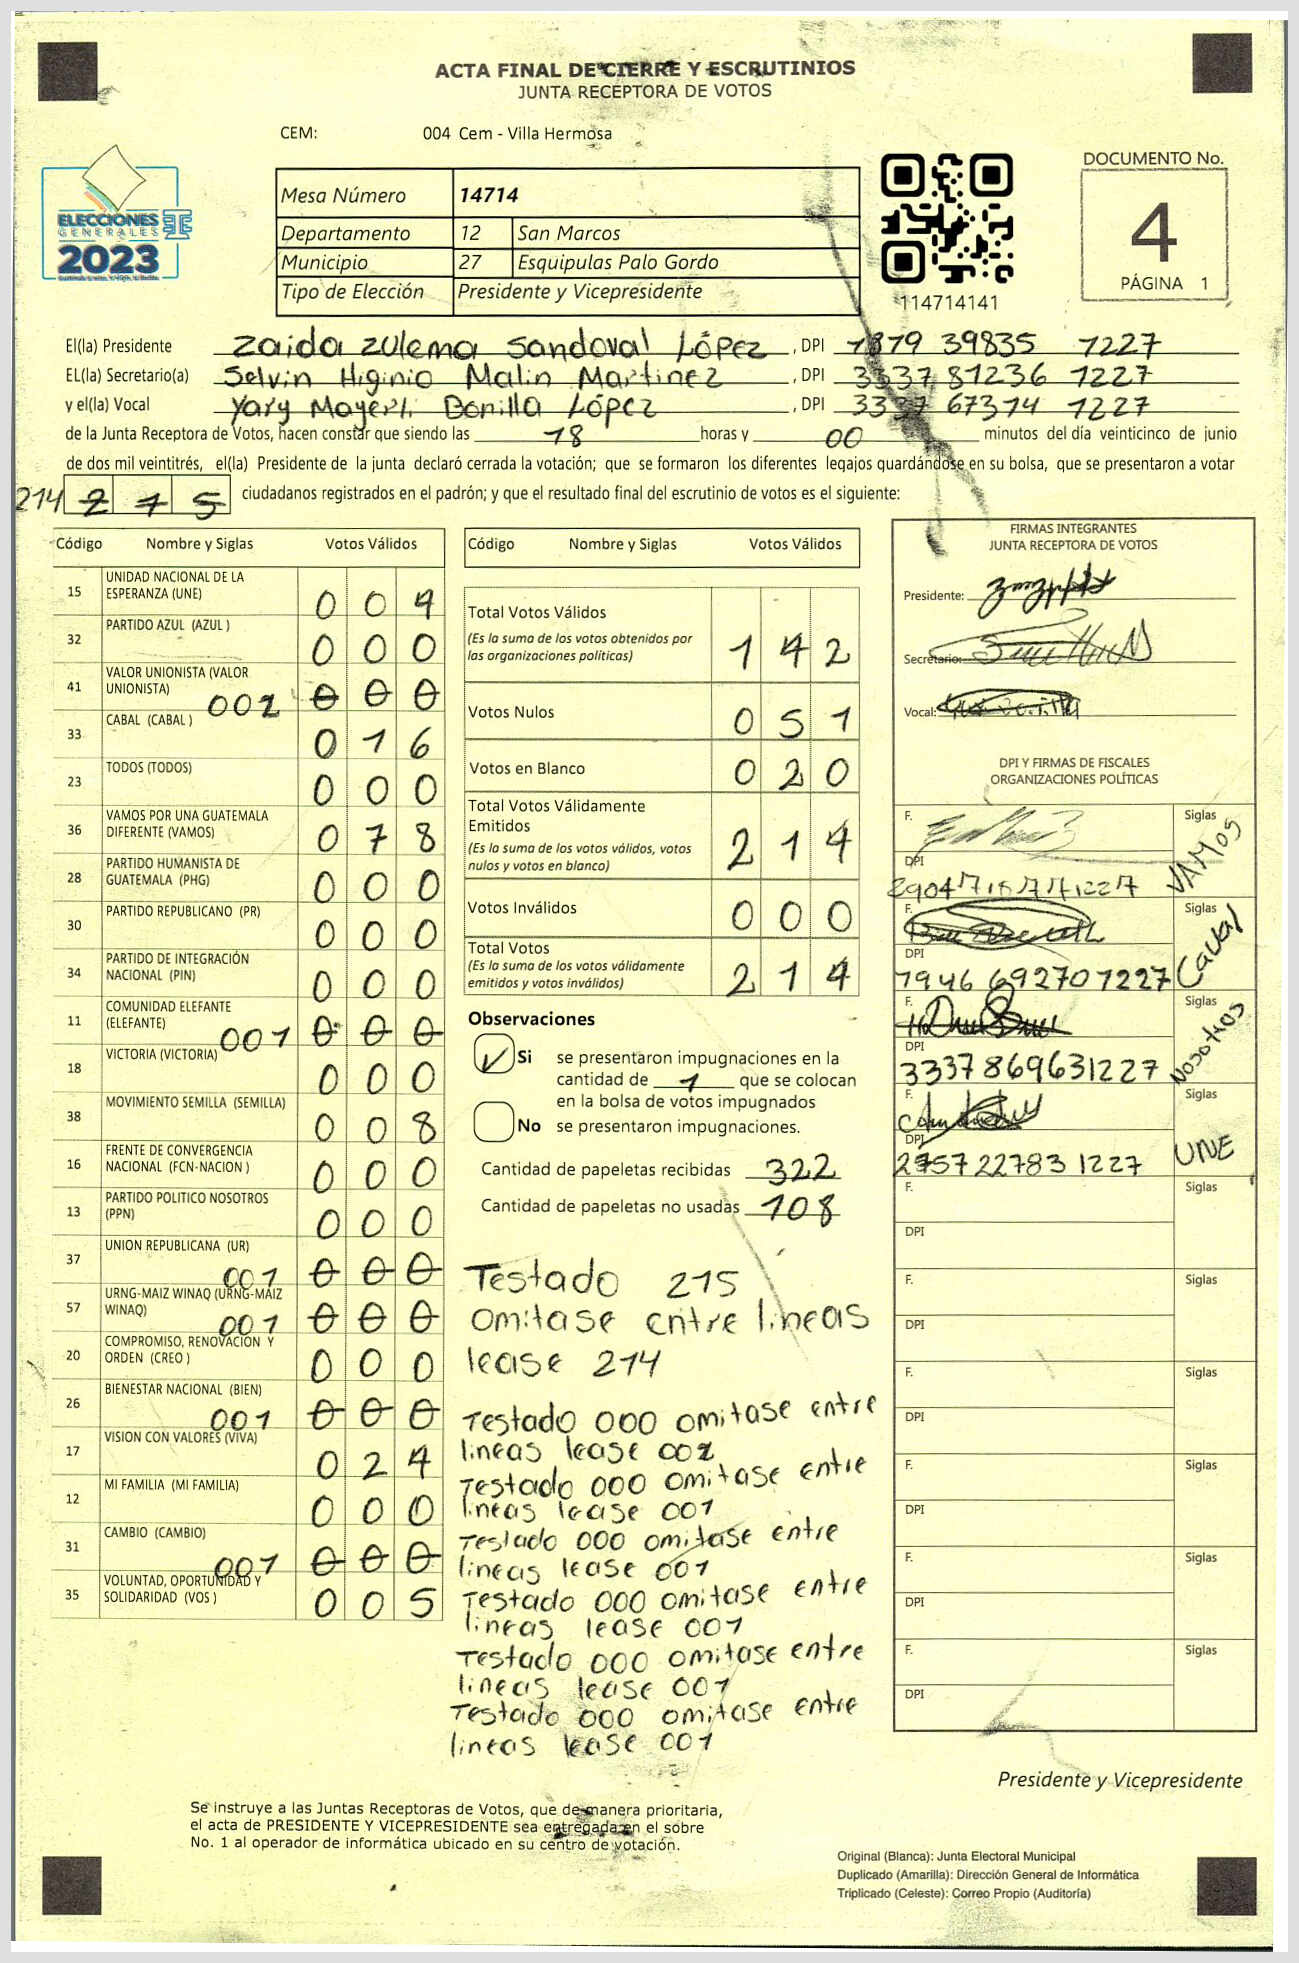 ACTA FINAL DE CIERRE Y ESCRUTINIOS
JUNTA RECEPTORA DE VOTOS
CEM: 004 Cem - Villa Hermosa
ELECCIONES
GENERALES
2023
Mesa Número 14714
Departamento 12 San Marcos
Municipio 27 Esquipulas Palo Gordo
Tipo de Elección Presidente y Vicepresidente
114714141
DOCUMENTO No.
4
PÁGINA 1
El(la) Presidente Zaida Zulema Sandoval López, DPI 1879 39835 1227
EL(la) Secretario(a) Selvin Higinio Malin Martinez, DPI 3337 81236 1227
y el(la) Vocal Yary Mayerli Bonilla López, DPI 3337 67314 1227
de la Junta Receptora de Votos, hacen constar que siendo las 18 horas y 00 minutos del día veinticinco de junio
de dos mil veintitrés, el(la) Presidente de la junta declaró cerrada la votación; que se formaron los diferentes legajos guardándose en su bolsa, que se presentaron a votar
214 215 ciudadanos registrados en el padrón; y que el resultado final del escrutinio de votos es el siguiente:
Código Nombre y Siglas Votos Válidos
15 UNIDAD NACIONAL DE LA ESPERANZA (UNE) 0 0 9
32 PARTIDO AZUL (AZUL ) 0 0 0
41 VALOR UNIONISTA (VALOR UNIONISTA) 002 0 0 0
33 CABAL (CABAL ) 0 1 6
23 TODOS (TODOS) 0 0 0
36 VAMOS POR UNA GUATEMALA DIFERENTE (VAMOS) 0 7 8
28 PARTIDO HUMANISTA DE GUATEMALA (PHG) 0 0 0
30 PARTIDO REPUBLICANO (PR) 0 0 0
34 PARTIDO DE INTEGRACIÓN NACIONAL (PIN) 0 0 0
11 COMUNIDAD ELEFANTE (ELEFANTE) 001 0 0 0
18 VICTORIA (VICTORIA) 0 0 0
38 MOVIMIENTO SEMILLA (SEMILLA) 0 0 8
16 FRENTE DE CONVERGENCIA NACIONAL (FCN-NACION ) 0 0 0
13 PARTIDO POLITICO NOSOTROS (PPN) 0 0 0
37 UNION REPUBLICANA (UR) 001 0 0 0
57 URNG-MAIZ WINAQ (URNG-MAIZ WINAQ) 001 0 0 0
20 COMPROMISO, RENOVACIÓN Y ORDEN (CREO ) 0 0 0
26 BIENESTAR NACIONAL (BIEN) 001 0 0 0
17 VISION CON VALORES (VIVA) 0 2 4
12 MI FAMILIA (MI FAMILIA) 0 0 0
31 CAMBIO (CAMBIO) 001 0 0 0
35 VOLUNTAD, OPORTUNIDAD Y SOLIDARIDAD (VOS ) 0 0 5
Código Nombre y Siglas Votos Válidos
Total Votos Válidos 1 4 2
(Es la suma de los votos obtenidos por
las organizaciones políticas)
Votos Nulos 0 5 1
Votos en Blanco 0 2 0
Total Votos Válidamente
Emitidos 2 1 4
(Es la suma de los votos válidos, votos
nulos y votos en blanco)
Votos Inválidos 0 0 0
Total Votos 2 1 4
(Es la suma de los votos válidamente
emitidos y votos inválidos)
Observaciones
Si se presentaron impugnaciones en la
cantidad de 1 que se colocan
en la bolsa de votos impugnados
No se presentaron impugnaciones.
Cantidad de papeletas recibidas 322
Cantidad de papeletas no usadas 108
Testado 215
omitase entre lineas
lease 214
Testado 000 omitase entre
lineas lease 002
Testado 000 omitase entre
lineas lease 001
Testado 000 omitase entre
lineas lease 001
Testado 000 omitase entre
lineas lease 001
Testado 000 omitase entre
lineas lease 001
Testado 000 omitase entre
lineas lease 001
FIRMAS INTEGRANTES
JUNTA RECEPTORA DE VOTOS
Presidente:
Secretario:
Vocal:
DPI Y FIRMAS DE FISCALES
ORGANIZACIONES POLÍTICAS
F. Siglas VAMOS
DPI
F. Siglas Cabal
DPI 1946 692701227
F. Siglas Nosotros
DPI 3337 869631227
F. Siglas UNE
DPI 2757 22783 1227
F. Siglas
DPI
F. Siglas
DPI
F. Siglas
DPI
F. Siglas
DPI
F. Siglas
DPI
F. Siglas
DPI
Presidente y Vicepresidente
Se instruye a las Juntas Receptoras de Votos, que de manera prioritaria,
el acta de PRESIDENTE Y VICEPRESIDENTE sea entregada en el sobre
No. 1 al operador de informática ubicado en su centro de votación.
Original (Blanca): Junta Electoral Municipal
Duplicado (Amarilla): Dirección General de Informática
Triplicado (Celeste): Correo Propio (Auditoría)